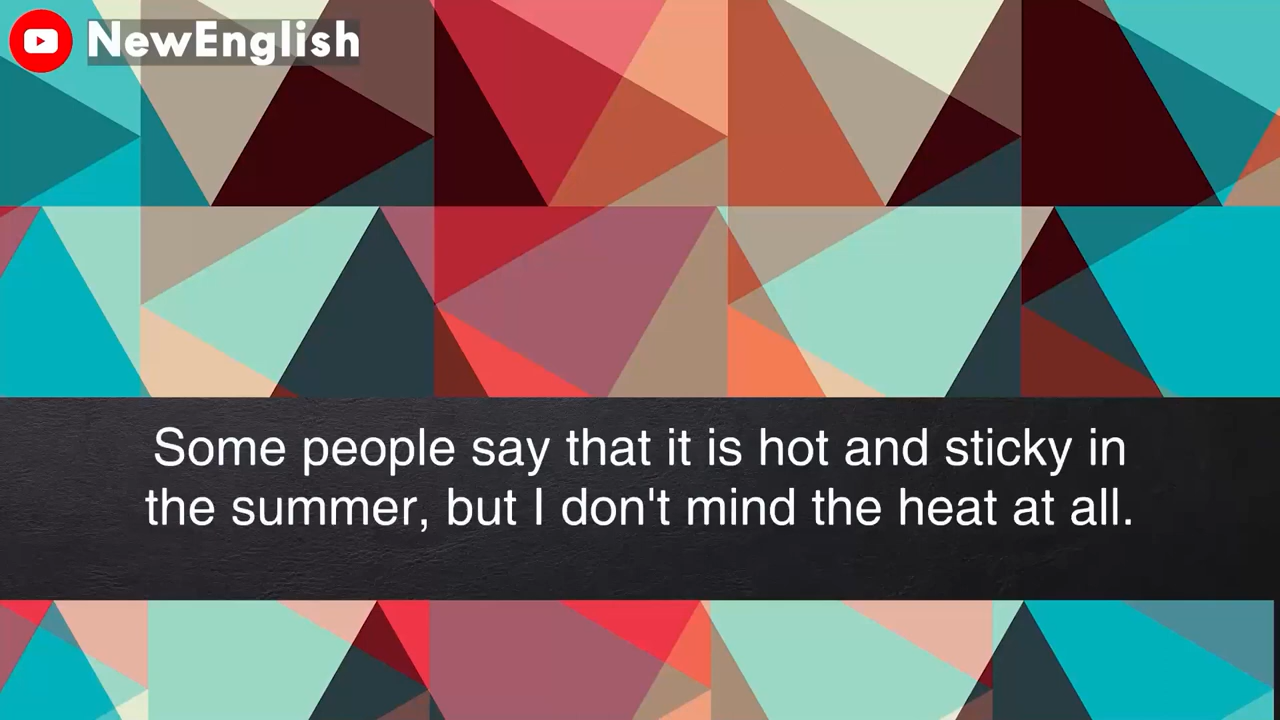 NewEnglish
Some people say that it is hot and sticky in
the summer, but I don't mind the heat at all.